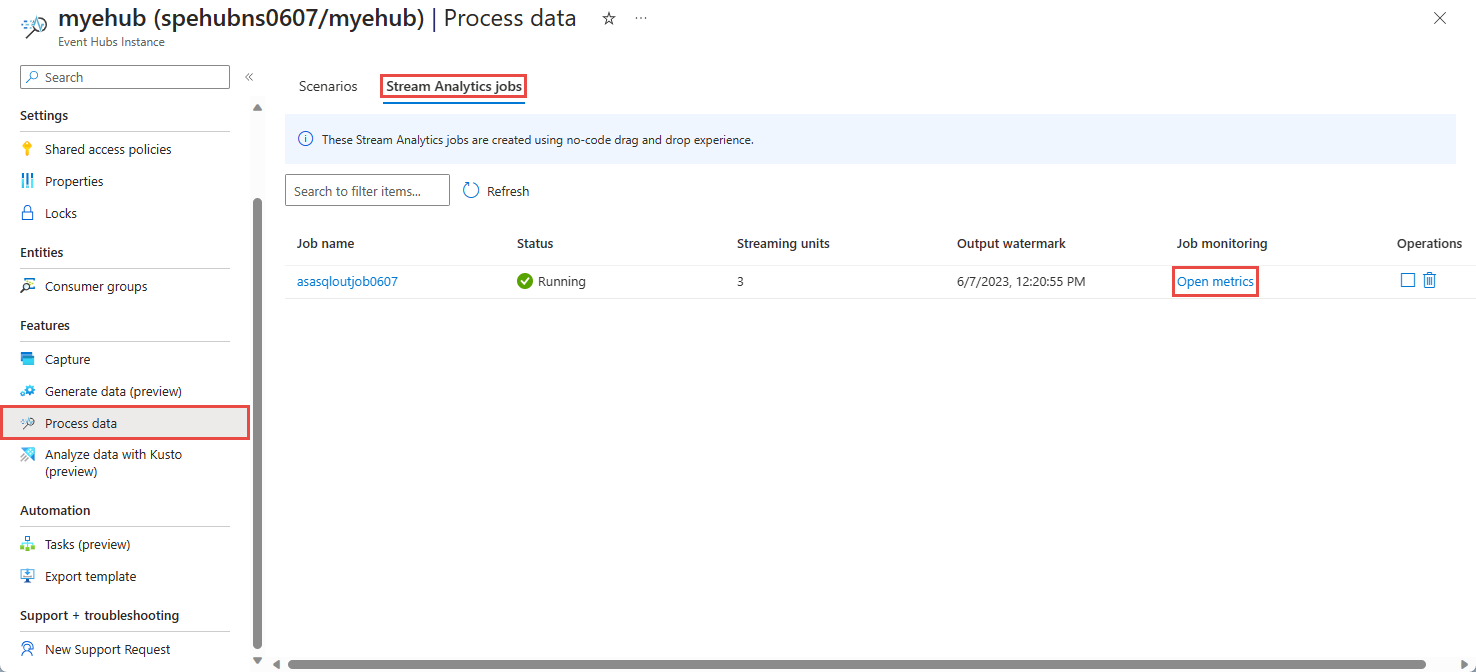 myehub (spehubns0607/myehub) | Process data
Event Hubs Instance
Search
Settings
Shared access policies
Properties
Locks
Entities
Consumer groups
Features
Capture
Generate data (preview)
Process data
Analyze data with Kusto
(preview)
Automation
Tasks (preview)
Export template
Support + troubleshooting
New Support Request
Scenarios
Stream Analytics jobs
These Stream Analytics jobs are created using no-code drag and drop experience.
Search to filter items...
Refresh
Job name Status Streaming units Output watermark Job monitoring Operations
asasqloutjob0607 Running 3 6/7/2023, 12:20:55 PM Open metrics